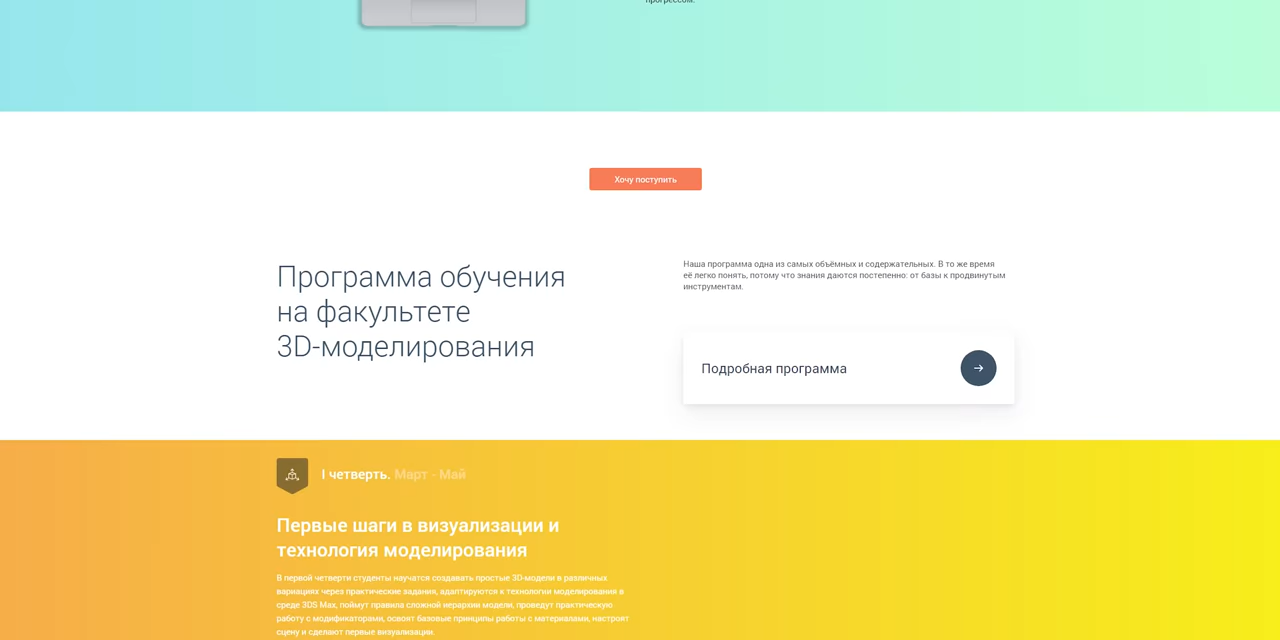 прогрессом.
Хочу поступить
Программа обучения
на факультете
3D-моделирования
Наша программа одна из самых объёмных и содержательных. В то же время
её легко понять, потому что знания даются постепенно: от базы к продвинутым
инструментам.
Подробная программа
I четверть. Март - Май
Первые шаги в визуализации и
технология моделирования
В первой четверти студенты научатся создавать простые 3D-модели в различных
вариациях через практические задания, адаптируются к технологии моделирования в
среде 3DS Max, поймут правила сложной иерархии модели, проведут практическую
работу с модификаторами, освоят базовые принципы работы с материалами, настроят
сцену и сделают первые визуализации.